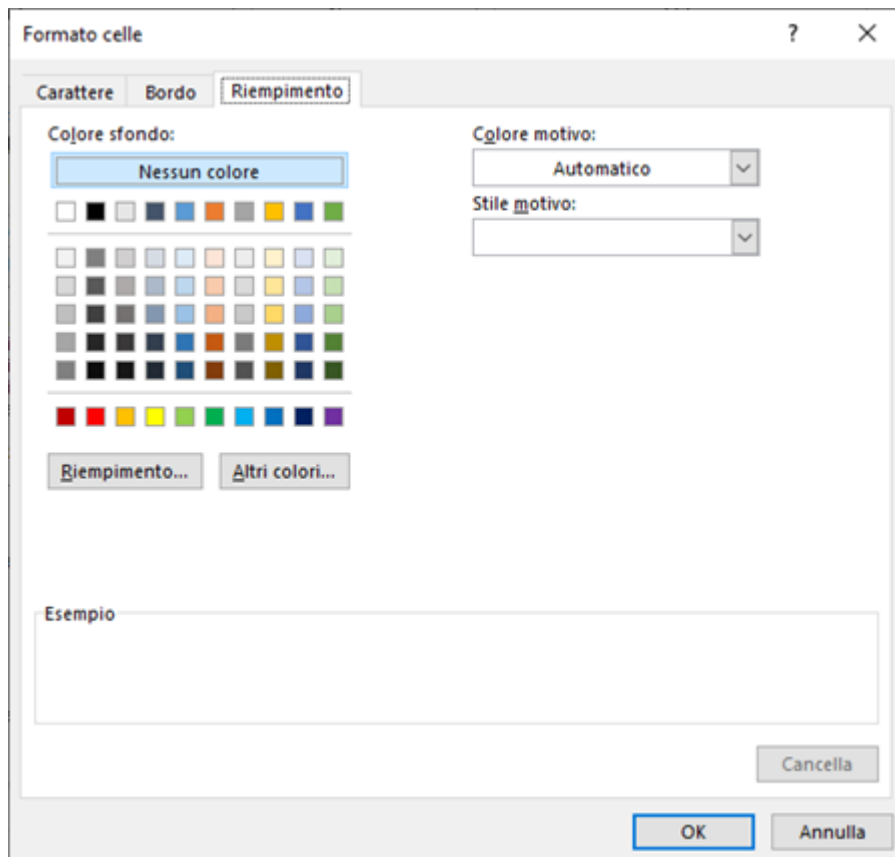 Formato celle ?
Carattere Bordo Riempimento
Colore sfondo:
Nessun colore
Riempimento... Altri colori...
Colore motivo:
Automatico
Stile motivo:
Esempio
Cancella
OK Annulla